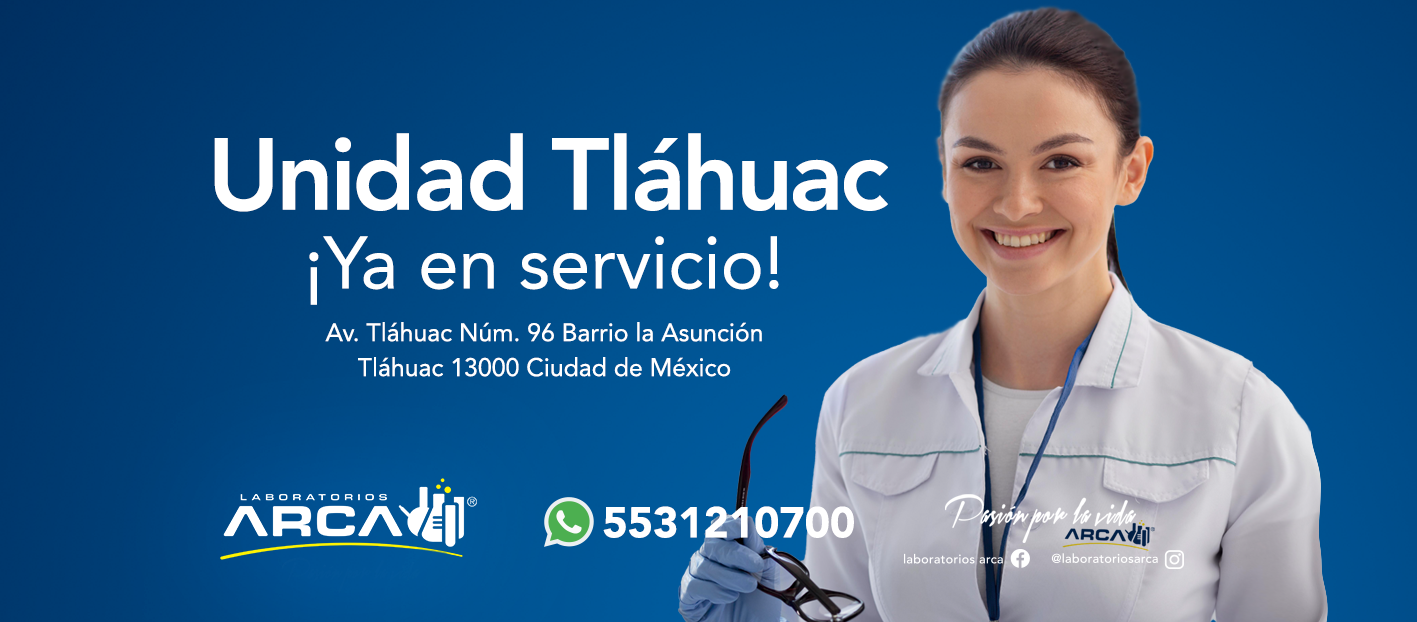 Unidad Tláhuac
¡Ya en servicio!
Av. Tláhuac Núm. 96 Barrio la Asunción
Tláhuac 13000 Ciudad de México
LABORATORIOS
ARCA ®
5531210700
Pasión por la vida
ARCA ®
laboratorios arca
@laboratoriosarca